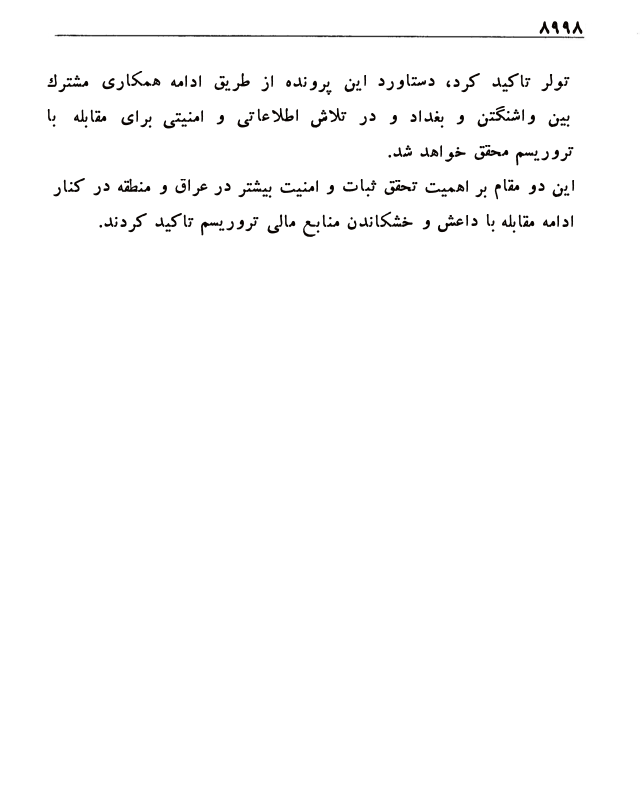 ۸۹۹۸
تولر تاکید کرد، دستاورد این پرونده از طریق ادامه همکاری مشترك
بین واشنگتن و بغداد و در تلاش اطلاعاتی و امنیتی برای مقابله با
تروریسم محقق خواهد شد.
این دو مقام بر اهمیت تحقق ثبات و امنیت بیشتر در عراق و منطقه در کنار
ادامه مقابله با داعش و خشکاندن منابع مالی تروریسم تاکید کردند.